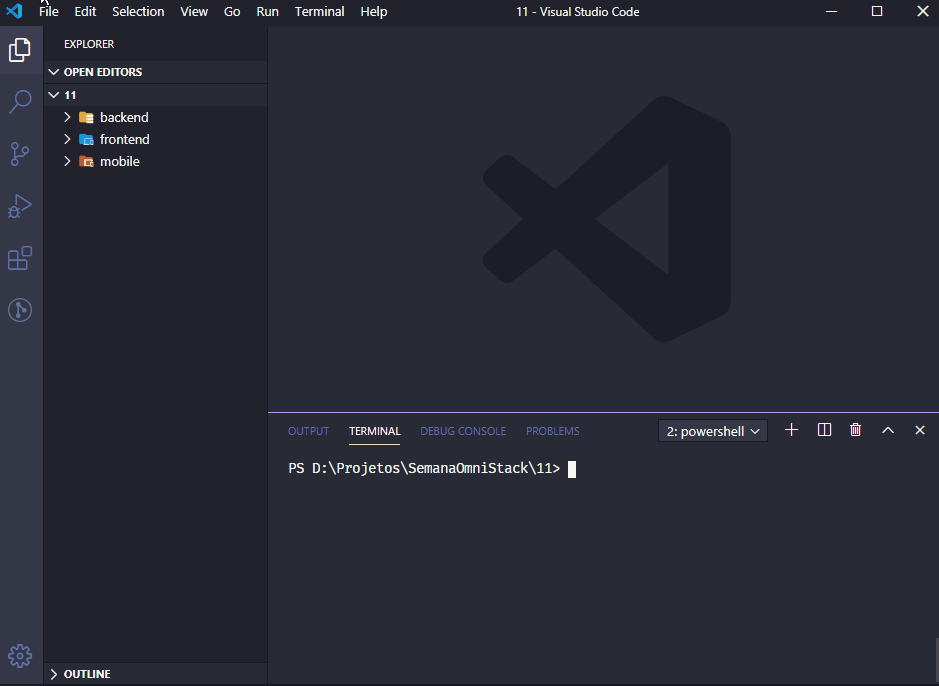 File Edit Selection View Go Run Terminal Help 11 - Visual Studio Code
EXPLORER
OPEN EDITORS
11
backend
frontend
mobile
OUTPUT TERMINAL DEBUG CONSOLE PROBLEMS 2: powershell
PS D:\Projetos\SemanaOmniStack\11>
OUTLINE